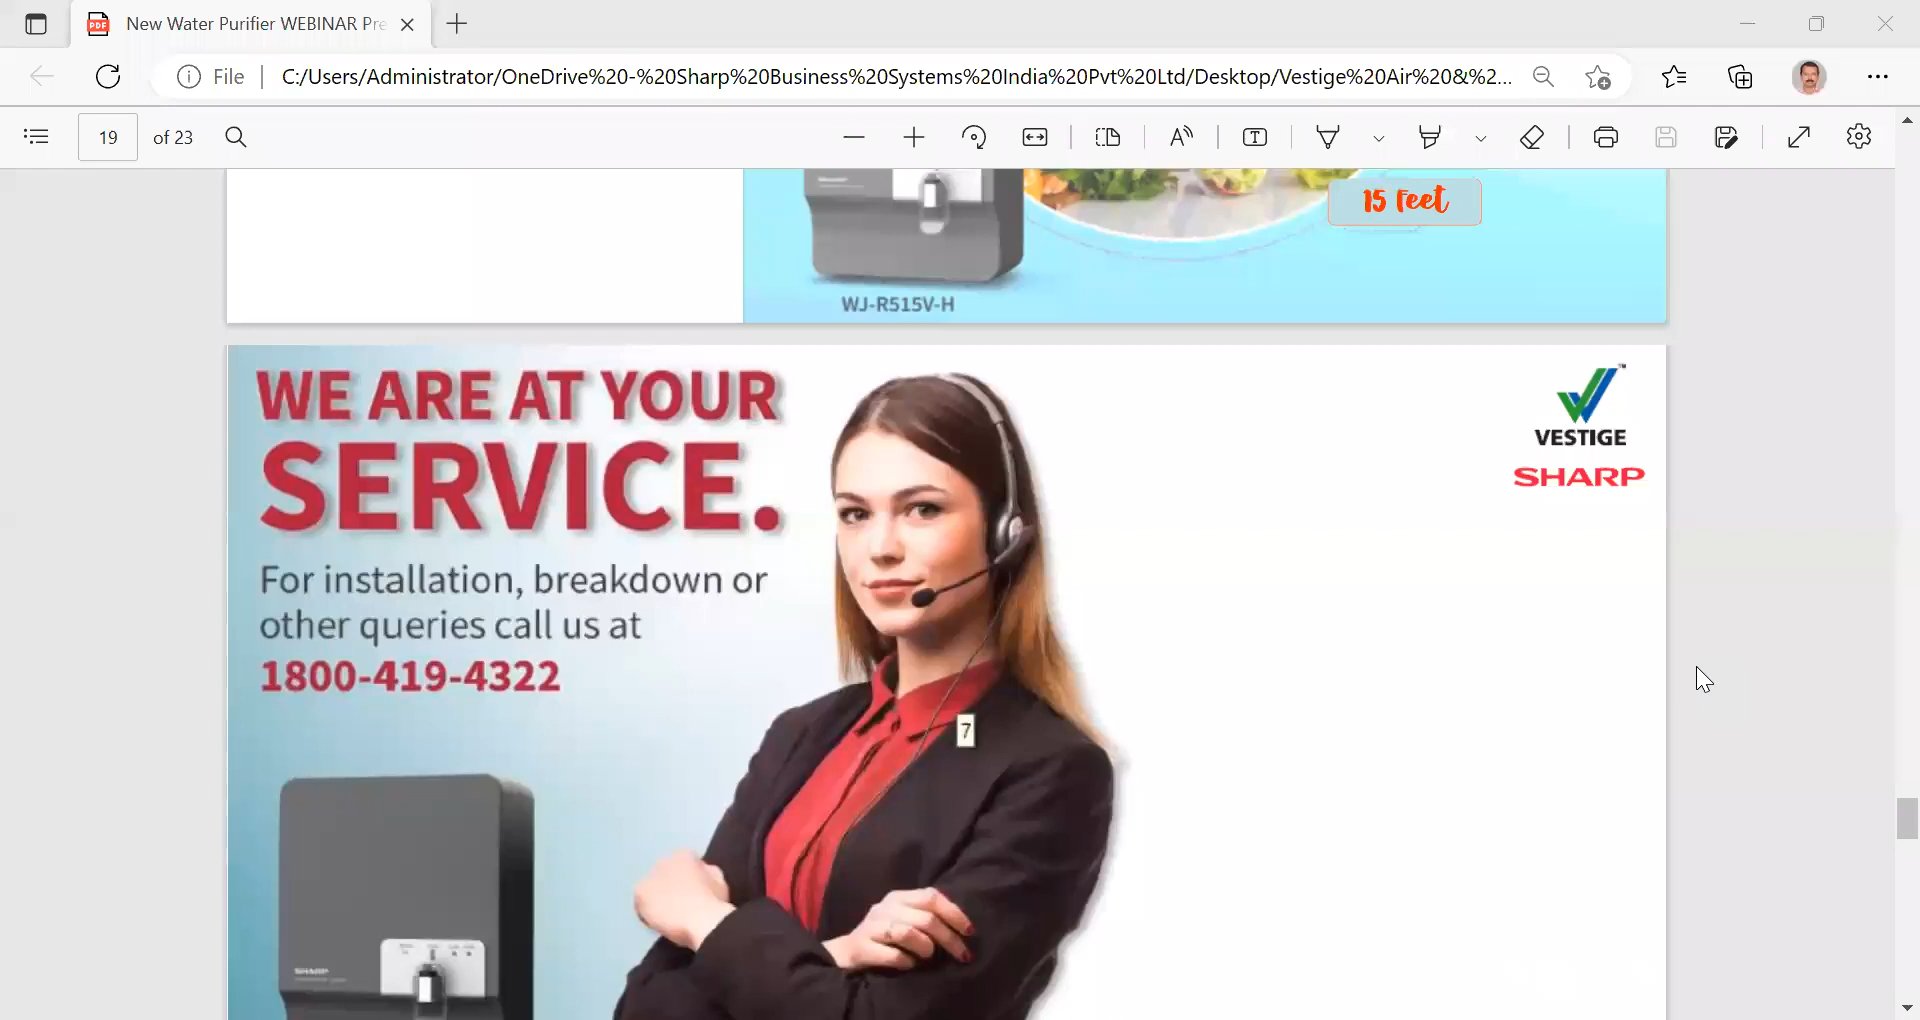 New Water Purifier WEBINAR Pre
File
C:/Users/Administrator/OneDrive%20-%20Sharp%20Business%20Systems%20India%20Pvt%20Ltd/Desktop/Vestige%20Air%20&%2...
19 of 23
15 Feet
WJ-R515V-H
WE ARE AT YOUR
SERVICE.
For installation, breakdown or
other queries call us at
1800-419-4322
VESTIGE
SHARP
7
SHARP